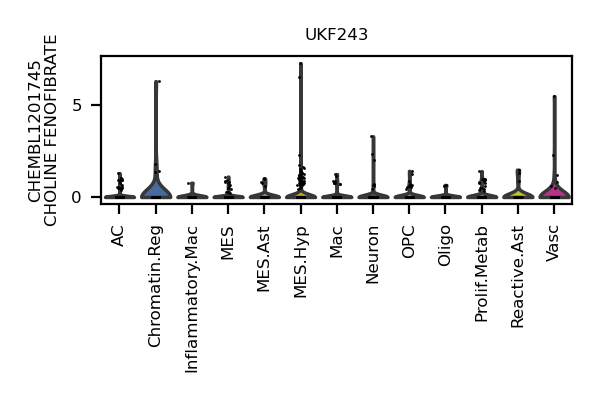 UKF243
CHEMBL1201745
CHOLINE FENOFIBRATE
5
0
AC
Chromatin.Reg
Inflammatory.Mac
MES
MES.Ast
MES.Hyp
Mac
Neuron
OPC
Oligo
Prolif.Metab
Reactive.Ast
Vasc